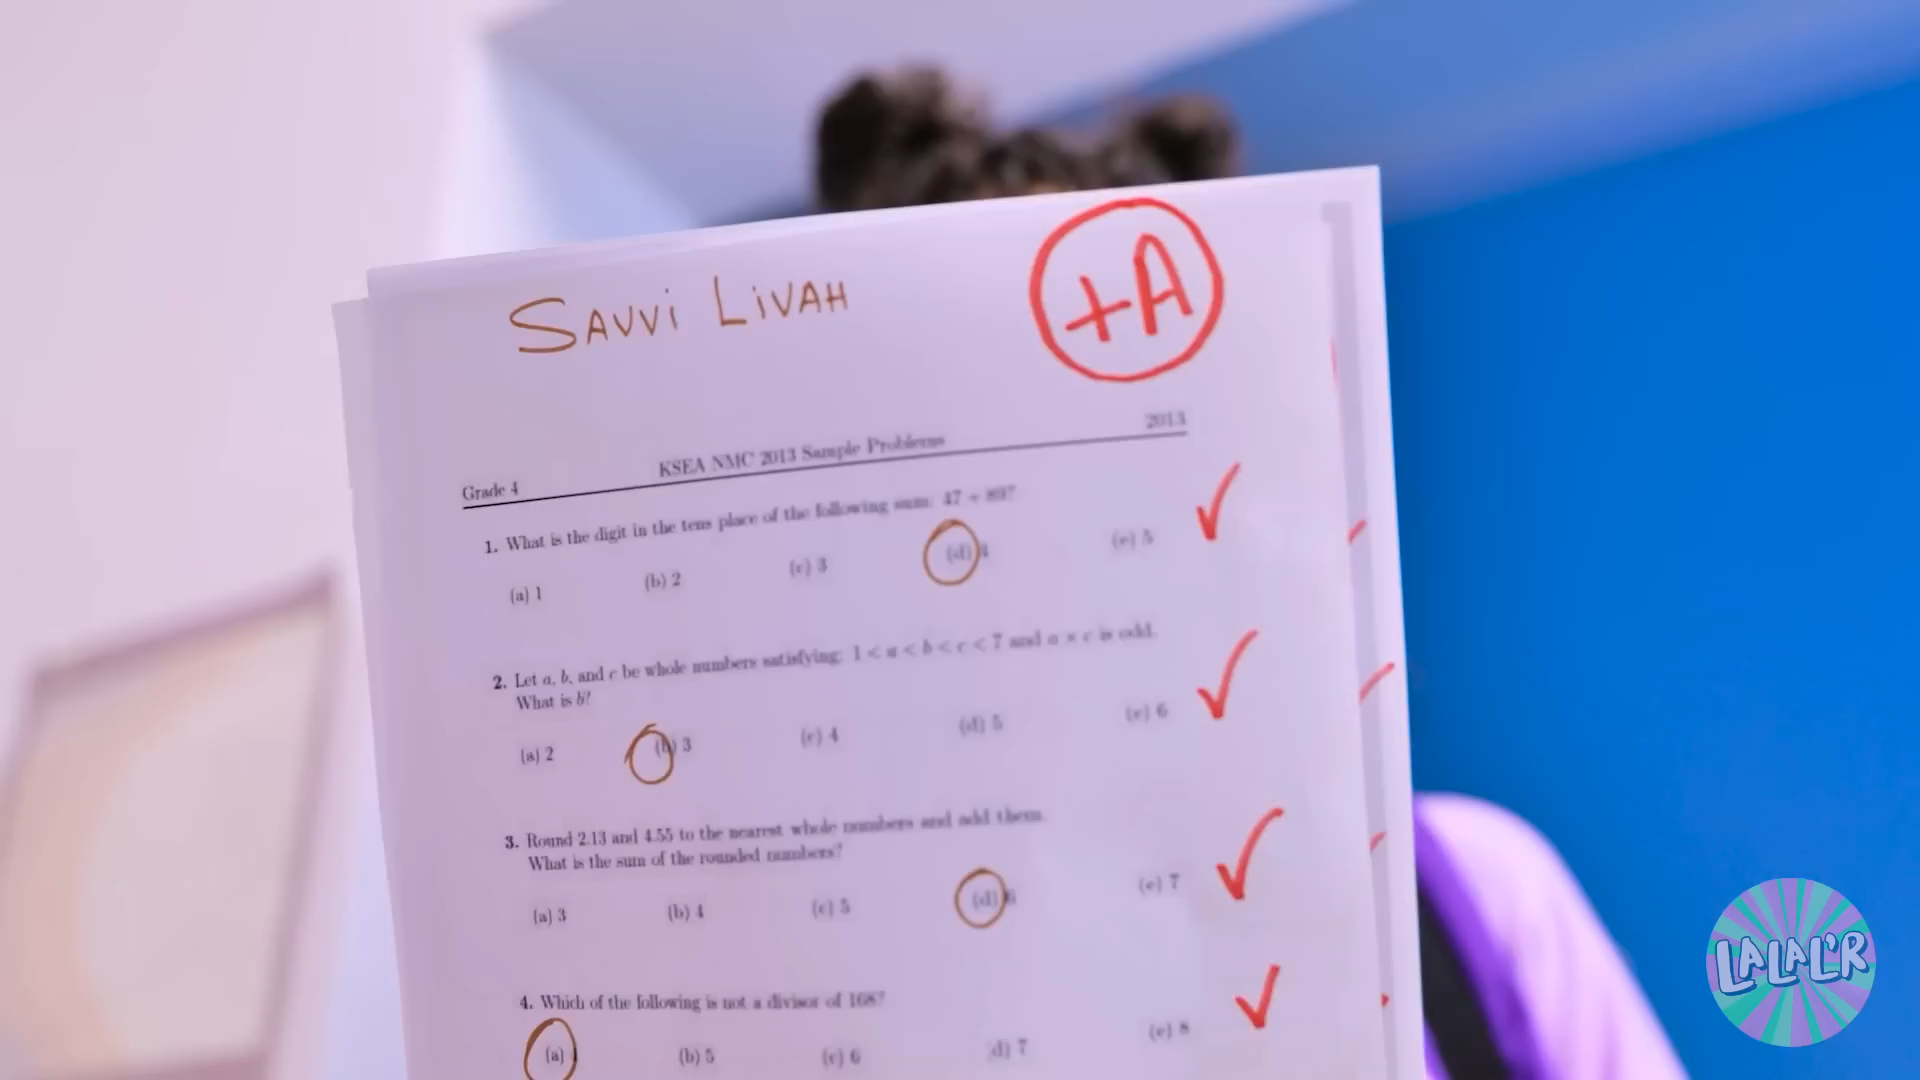 SAVVi LiVAH
+A
Grade 4 KSEA NMC 2013 Sample Problems 2013
1. What is the digit in the tens place of the following sum: 47 + 89?
(a) 1 (b) 2 (c) 3 (d) 4 (e) 5
2. Let a, b, and c be whole numbers satisfying: 1 < a < b < c < 7 and a × c is odd.
What is b?
(a) 2 (b) 3 (c) 4 (d) 5 (e) 6
3. Round 2.13 and 4.55 to the nearest whole numbers and add them.
What is the sum of the rounded numbers?
(a) 3 (b) 4 (c) 5 (d) 6 (e) 7
4. Which of the following is not a divisor of 168?
(a) (b) 5 (c) 6 (d) 7 (e) 8
LALAL'R